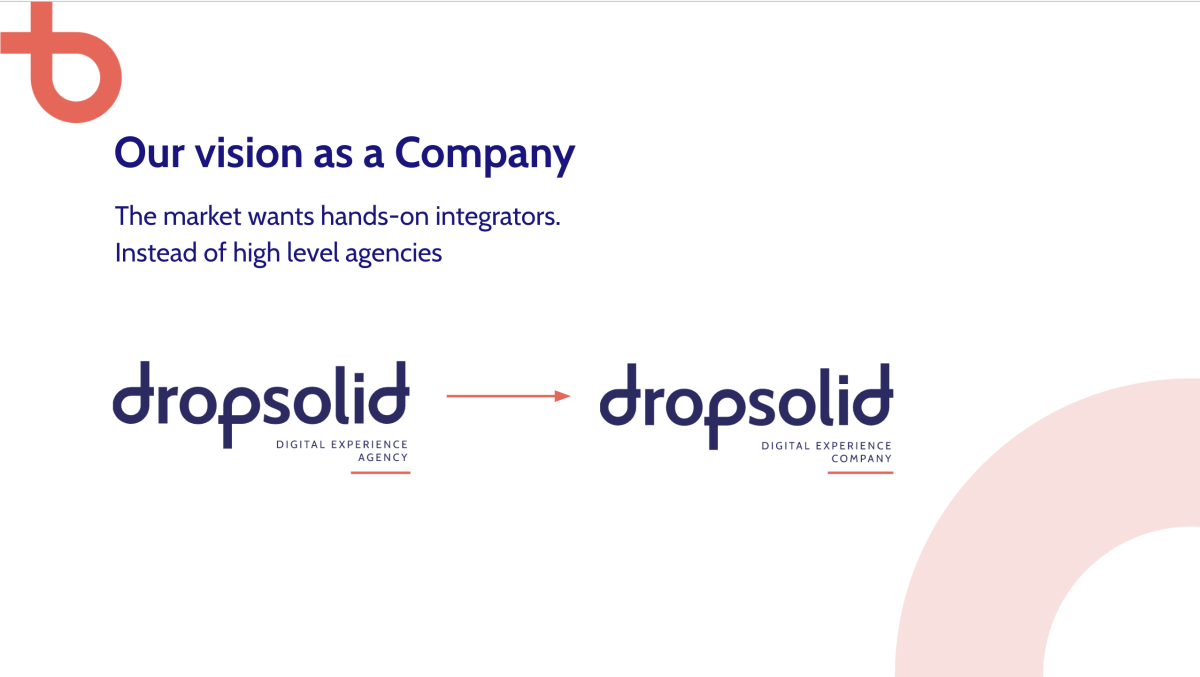 Our vision as a Company
The market wants hands-on integrators.
Instead of high level agencies
dropsolid
DIGITAL EXPERIENCE
AGENCY
dropsolid
DIGITAL EXPERIENCE
COMPANY